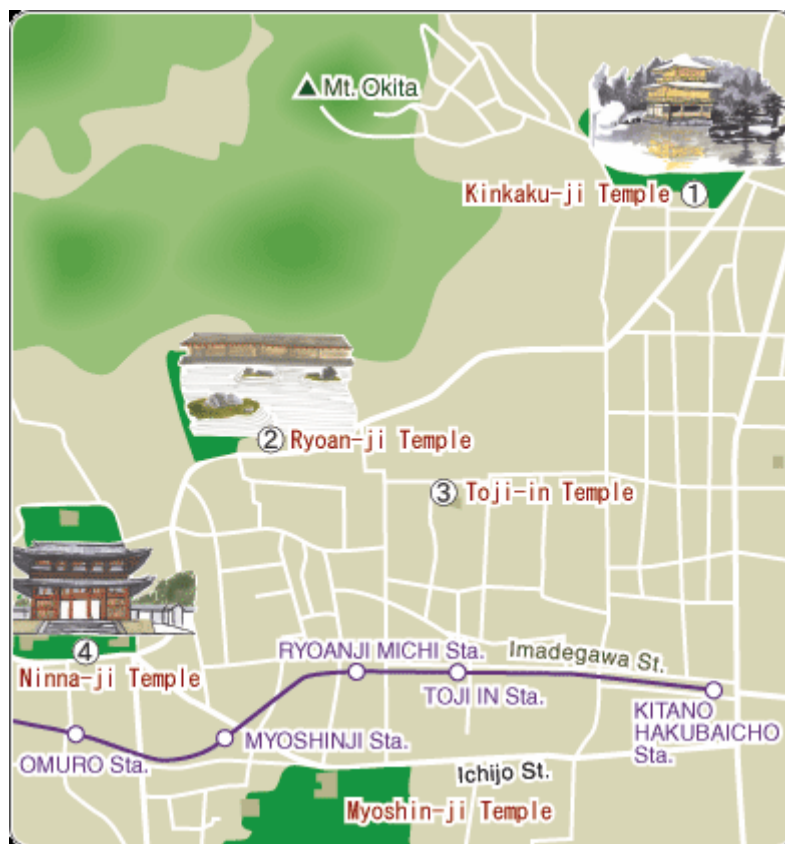 ▲ Mt. Okita
Kinkaku-ji Temple ①
② Ryoan-ji Temple
③ Toji-in Temple
④
Ninna-ji Temple
RYOANJI MICHI Sta.
Imadegawa St.
TOJI IN Sta.
KITANO
HAKUBAICHO
Sta.
MYOSHINJI Sta.
OMURO Sta.
Ichijo St.
Myoshin-ji Temple